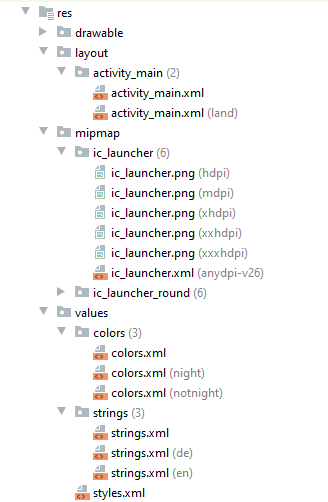 res
drawable
layout
activity_main (2)
activity_main.xml
activity_main.xml (land)
mipmap
ic_launcher (6)
ic_launcher.png (hdpi)
ic_launcher.png (mdpi)
ic_launcher.png (xhdpi)
ic_launcher.png (xxhdpi)
ic_launcher.png (xxxhdpi)
ic_launcher.xml (anydpi-v26)
ic_launcher_round (6)
values
colors (3)
colors.xml
colors.xml (night)
colors.xml (notnight)
strings (3)
strings.xml
strings.xml (de)
strings.xml (en)
styles.xml